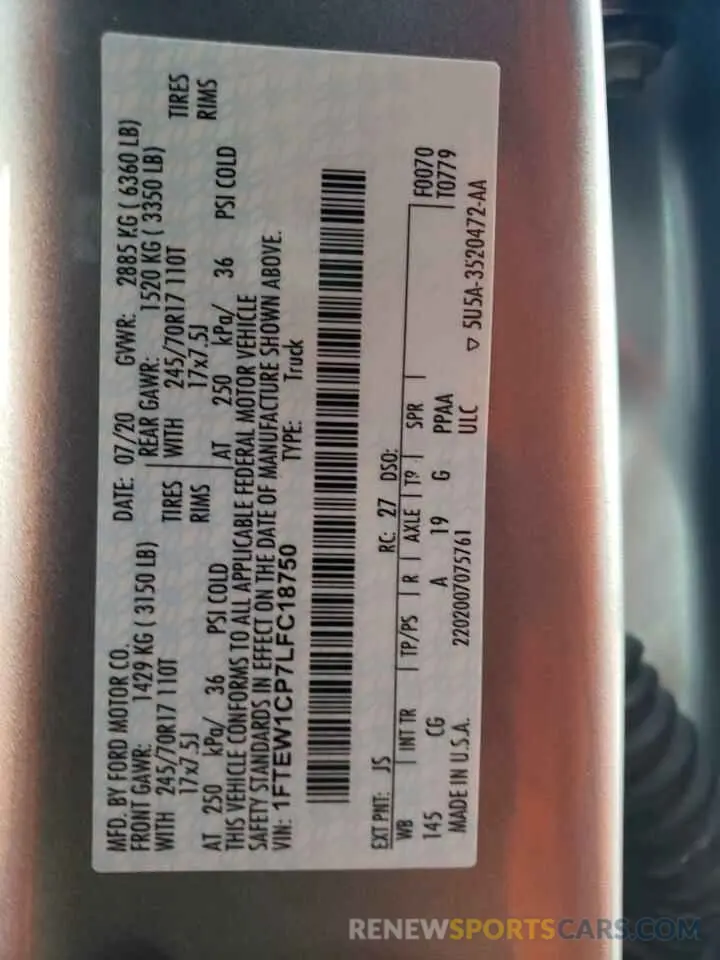 MFD. BY FORD MOTOR CO.
DATE: 07/20 GVWR: 2885 KG ( 6360 LB)
FRONT GAWR: 1429 KG ( 3150 LB) REAR GAWR: 1520 KG ( 3350 LB)
WITH 245/70R17 110T TIRES WITH 245/70R17 110T TIRES
17x7.5J RIMS 17x7.5J RIMS
AT 250 kPa/ 36 PSI COLD AT 250 kPa/ 36 PSI COLD
THIS VEHICLE CONFORMS TO ALL APPLICABLE FEDERAL MOTOR VEHICLE
SAFETY STANDARDS IN EFFECT ON THE DATE OF MANUFACTURE SHOWN ABOVE.
VIN: 1FTEW1CP7LFC18750 TYPE: Truck
EXT PNT: JS RC: 27 DSO:
WB INT TR TP/PS R AXLE SPR F0070
145 CG A 19 G PPAA T0779
MADE IN U.S.A. 2202007075761 ULC
▽ 5U5A-3520472-AA
RENEWSPORTSCARS.COM